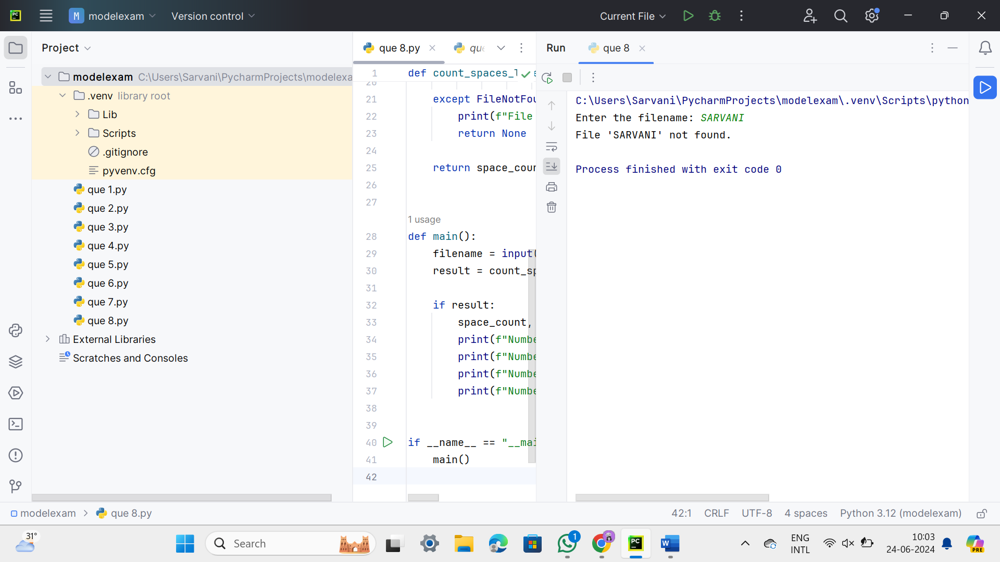 PC M modelexam Version control Current File
Project
que 8.py
Run que 8
modelexam C:\Users\Sarvani\PycharmProjects\modelexa
.venv library root
Lib
Scripts
.gitignore
pyvenv.cfg
que 1.py
que 2.py
que 3.py
que 4.py
que 5.py
que 6.py
que 7.py
que 8.py
External Libraries
Scratches and Consoles
1 def count_spaces_
20
21 except FileNotFou
22 print(f"File
23 return None
24
25 return space_coun
26
27
1 usage
28 def main():
29 filename = input(
30 result = count_sp
31
32 if result:
33 space_count,
34 print(f"Numbe
35 print(f"Numbe
36 print(f"Numbe
37 print(f"Numbe
38
39
40 if __name__ == "__mai
41 main()
42
C:\Users\Sarvani\PycharmProjects\modelexam\.venv\Scripts\python
Enter the filename: SARVANI
File 'SARVANI' not found.
Process finished with exit code 0
modelexam > que 8.py 42:1 CRLF UTF-8 4 spaces Python 3.12 (modelexam)
31°
Search
1
PC
W
ENG
INTL
10:03
24-06-2024
PRE